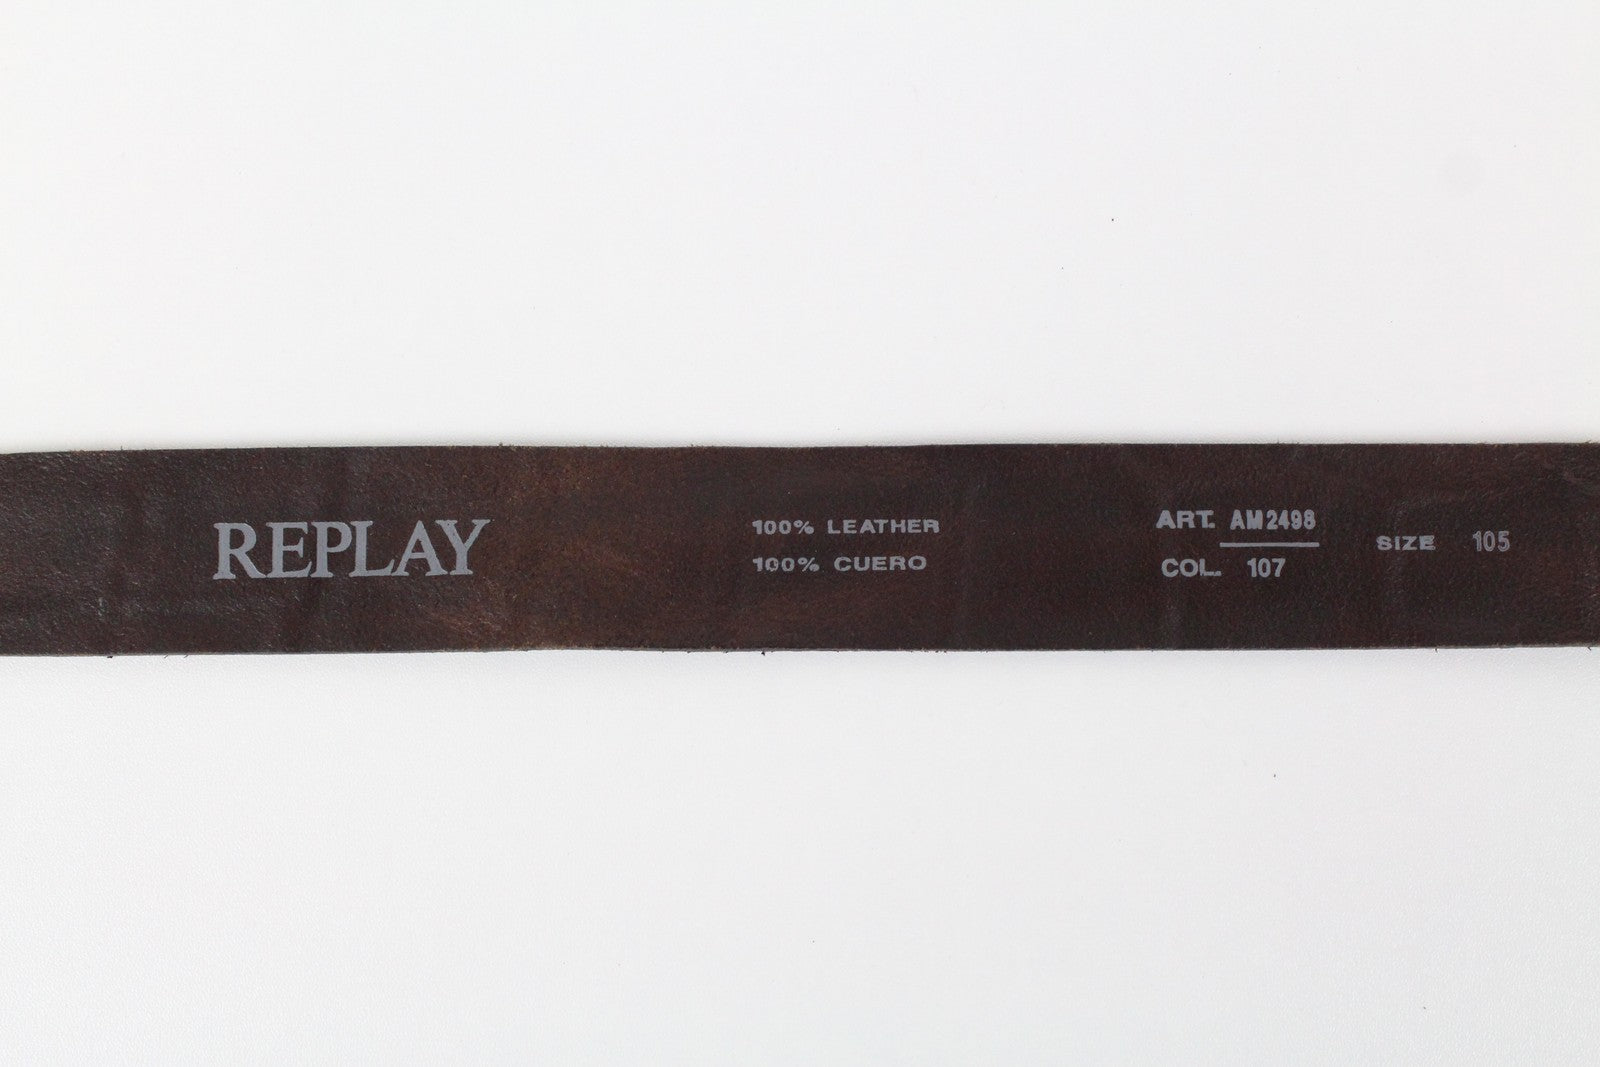 REPLAY
100% LEATHER
100% CUERO
ART. AM2498
COL. 107
SIZE 105